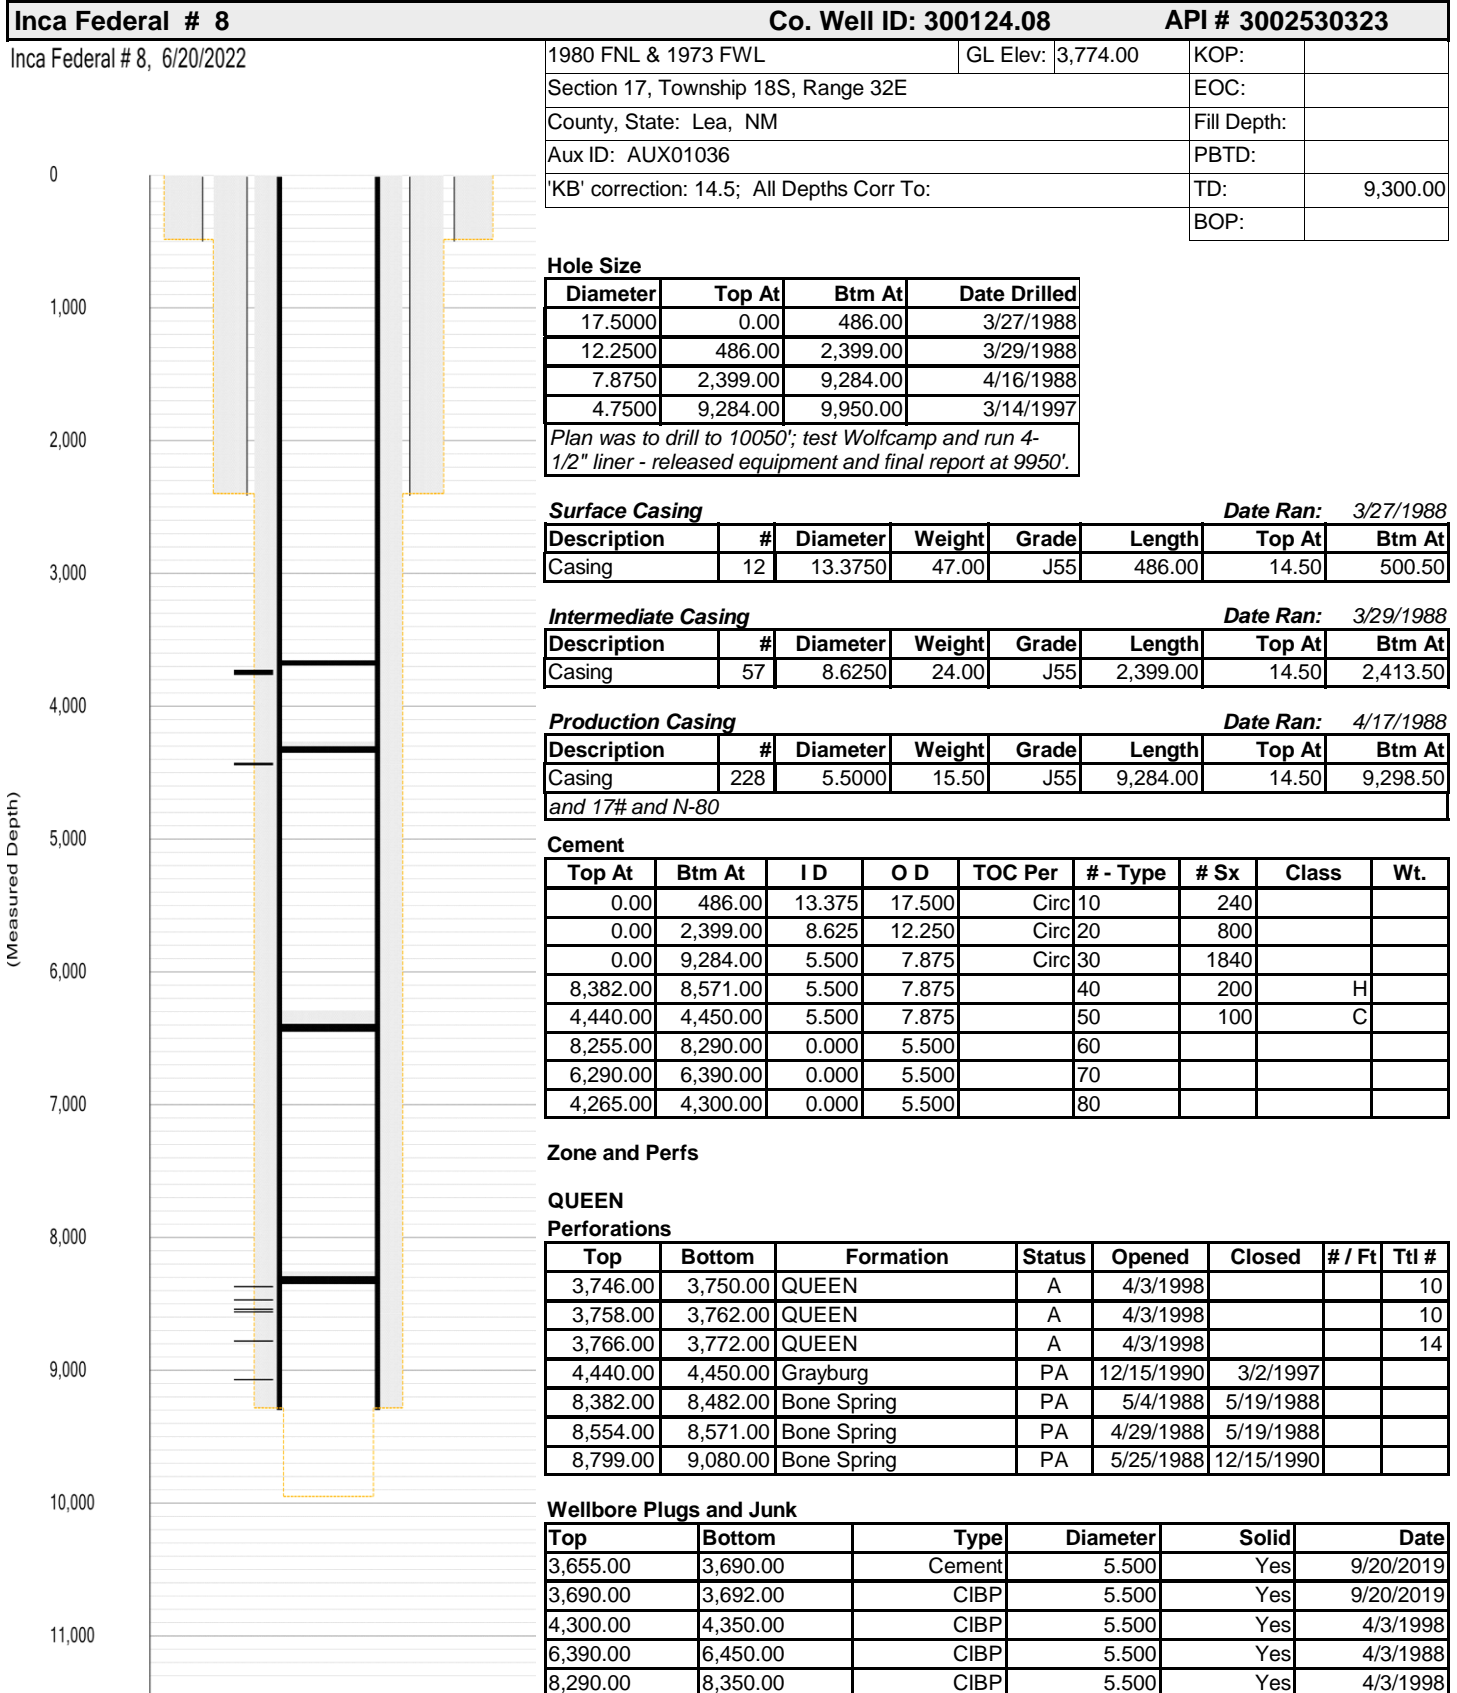 Inca Federal # 8 Co. Well ID: 300124.08 API # 3002530323
Inca Federal # 8, 6/20/2022
1980 FNL & 1973 FWL GL Elev: 3,774.00 KOP:
Section 17, Township 18S, Range 32E EOC:
County, State: Lea, NM Fill Depth:
Aux ID: AUX01036 PBTD:
'KB' correction: 14.5; All Depths Corr To: TD: 9,300.00
BOP:
0
1,000
2,000
3,000
4,000
5,000
6,000
7,000
8,000
9,000
10,000
11,000
(Measured Depth)
Hole Size
Diameter Top At Btm At Date Drilled
17.5000 0.00 486.00 3/27/1988
12.2500 486.00 2,399.00 3/29/1988
7.8750 2,399.00 9,284.00 4/16/1988
4.7500 9,284.00 9,950.00 3/14/1997
Plan was to drill to 10050'; test Wolfcamp and run 4-
1/2" liner - released equipment and final report at 9950'.
Surface Casing Date Ran: 3/27/1988
Description # Diameter Weight Grade Length Top At Btm At
Casing 12 13.3750 47.00 J55 486.00 14.50 500.50
Intermediate Casing Date Ran: 3/29/1988
Description # Diameter Weight Grade Length Top At Btm At
Casing 57 8.6250 24.00 J55 2,399.00 14.50 2,413.50
Production Casing Date Ran: 4/17/1988
Description # Diameter Weight Grade Length Top At Btm At
Casing 228 5.5000 15.50 J55 9,284.00 14.50 9,298.50
and 17# and N-80
Cement
Top At Btm At I D O D TOC Per # - Type # Sx Class Wt.
0.00 486.00 13.375 17.500 Circ 10 240
0.00 2,399.00 8.625 12.250 Circ 20 800
0.00 9,284.00 5.500 7.875 Circ 30 1840
8,382.00 8,571.00 5.500 7.875 40 200 H
4,440.00 4,450.00 5.500 7.875 50 100 C
8,255.00 8,290.00 0.000 5.500 60
6,290.00 6,390.00 0.000 5.500 70
4,265.00 4,300.00 0.000 5.500 80
Zone and Perfs
QUEEN
Perforations
Top Bottom Formation Status Opened Closed # / Ft Ttl #
3,746.00 3,750.00 QUEEN A 4/3/1998 10
3,758.00 3,762.00 QUEEN A 4/3/1998 10
3,766.00 3,772.00 QUEEN A 4/3/1998 14
4,440.00 4,450.00 Grayburg PA 12/15/1990 3/2/1997
8,382.00 8,482.00 Bone Spring PA 5/4/1988 5/19/1988
8,554.00 8,571.00 Bone Spring PA 4/29/1988 5/19/1988
8,799.00 9,080.00 Bone Spring PA 5/25/1988 12/15/1990
Wellbore Plugs and Junk
Top Bottom Type Diameter Solid Date
3,655.00 3,690.00 Cement 5.500 Yes 9/20/2019
3,690.00 3,692.00 CIBP 5.500 Yes 9/20/2019
4,300.00 4,350.00 CIBP 5.500 Yes 4/3/1998
6,390.00 6,450.00 CIBP 5.500 Yes 4/3/1988
8,290.00 8,350.00 CIBP 5.500 Yes 4/3/1998